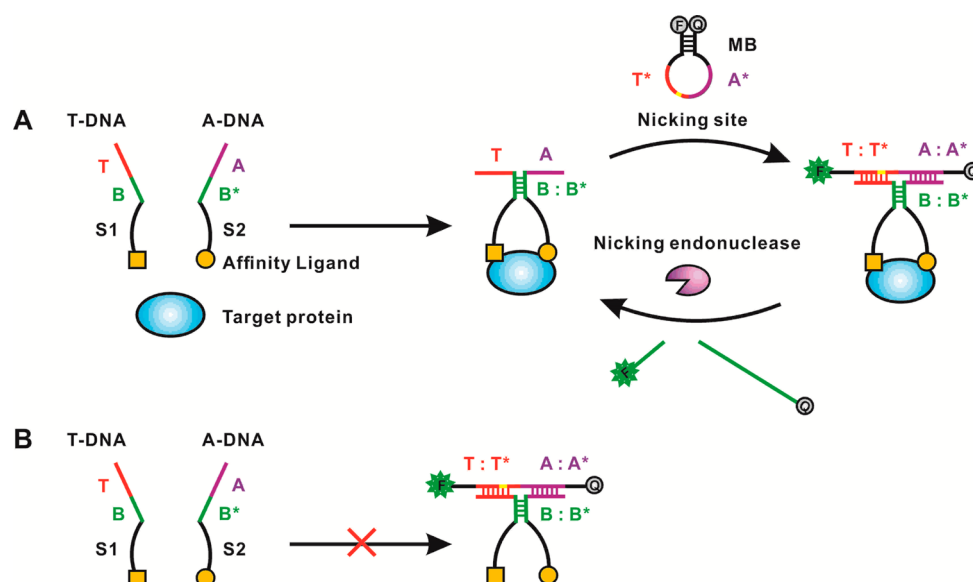 F Q
MB
T* A*
Nicking site
A
T-DNA A-DNA
T A
B B*
S1 S2
Affinity Ligand
Target protein
T A
B : B*
T : T* A : A*
F Q
B : B*
Nicking endonuclease
F
Q
B
T-DNA A-DNA
T A
B B*
S1 S2
T : T* A : A*
F Q
B : B*